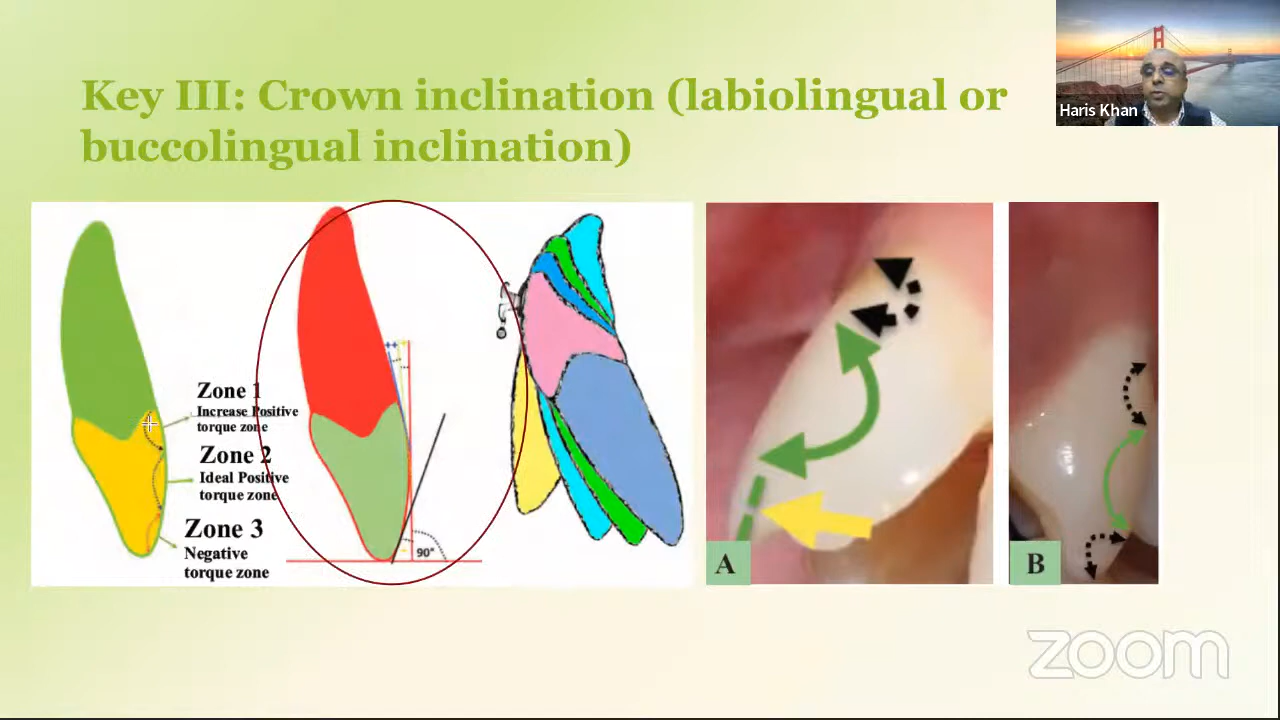 Key III: Crown inclination (labiolingual or
buccolingual inclination)
Haris Khan
Zone 1
Increase Positive
torque zone
Zone 2
Ideal Positive
torque zone
Zone 3
Negative
torque zone
90°
A
B
zoom